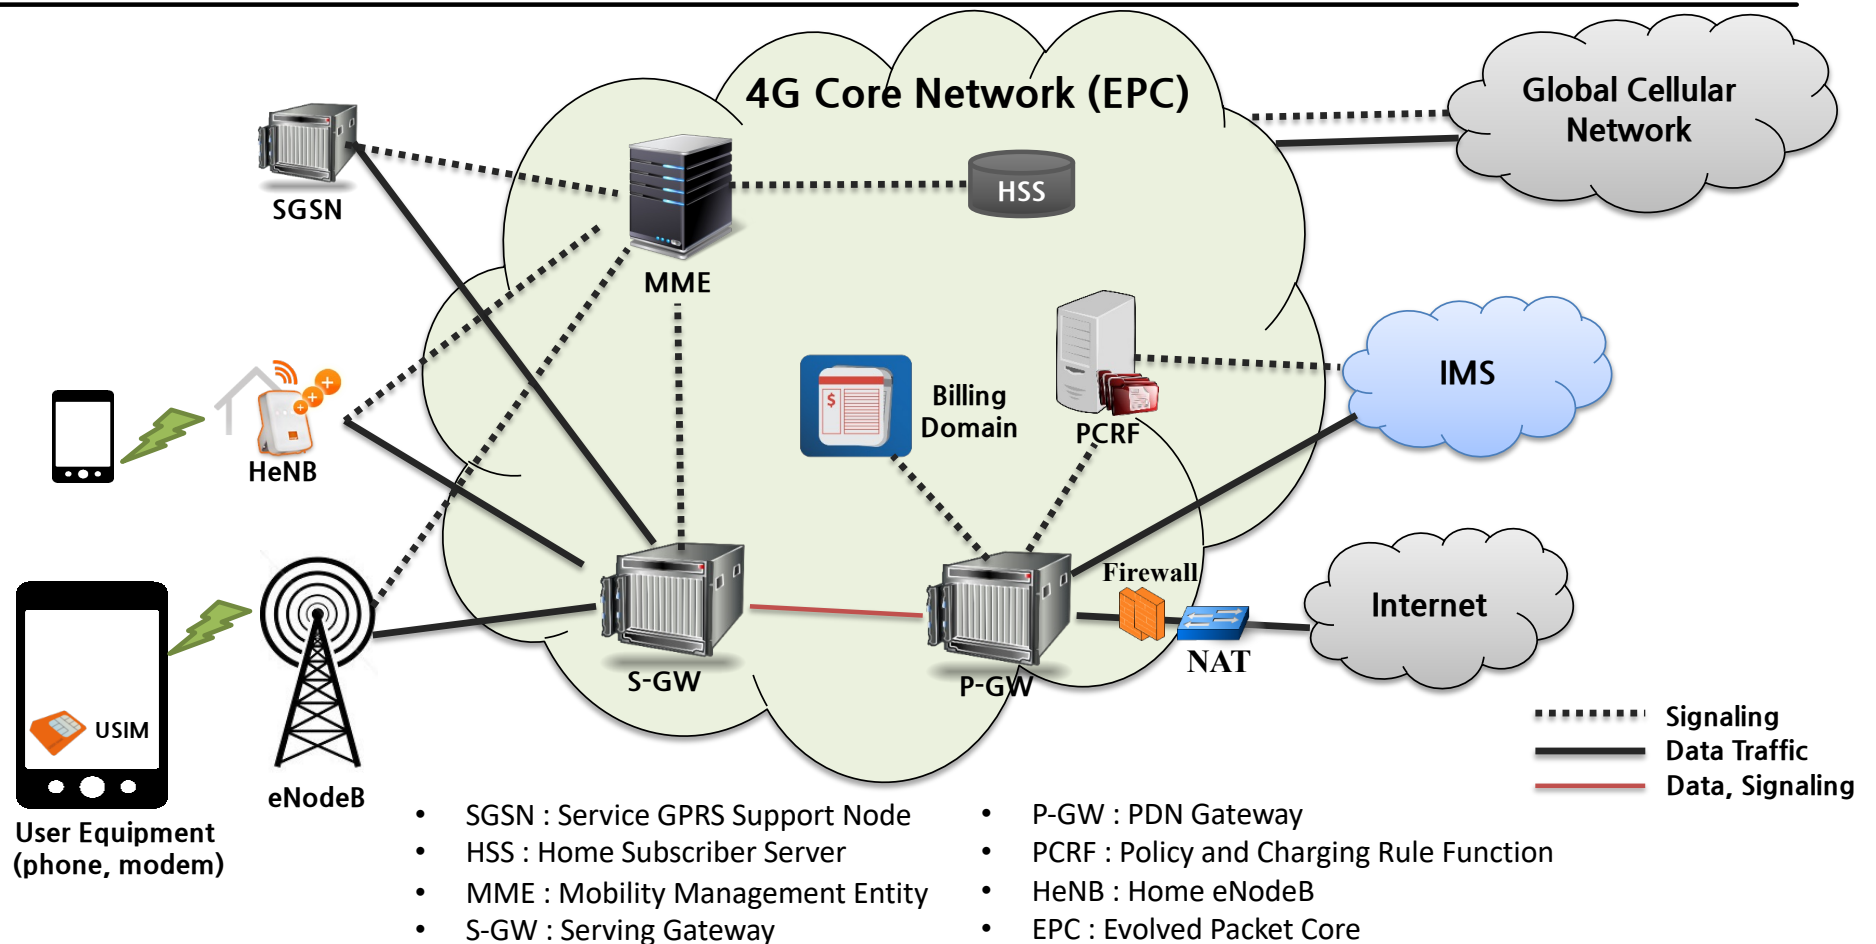 4G Core Network (EPC)
Global Cellular
Network
SGSN
HSS
MME
IMS
Billing
Domain
PCRF
HeNB
Firewall
Internet
NAT
S-GW
P-GW
USIM
eNodeB
User Equipment
(phone, modem)
Signaling
Data Traffic
Data, Signaling
• SGSN : Service GPRS Support Node
• HSS : Home Subscriber Server
• MME : Mobility Management Entity
• S-GW : Serving Gateway
• P-GW : PDN Gateway
• PCRF : Policy and Charging Rule Function
• HeNB : Home eNodeB
• EPC : Evolved Packet Core